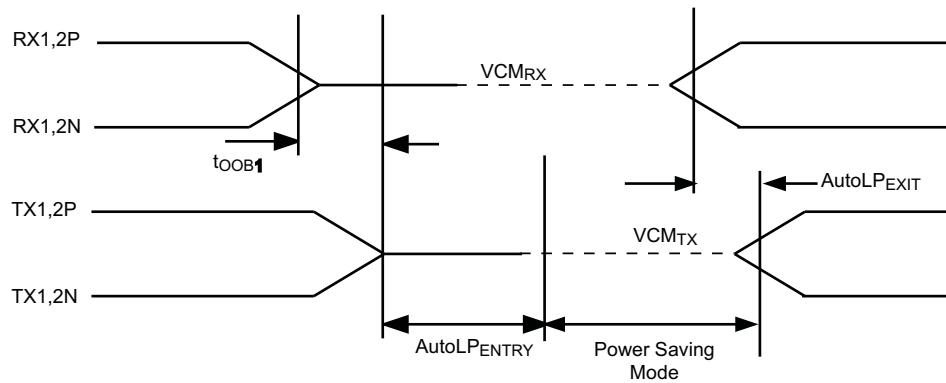 RX1,2P
VCMRX
RX1,2N
tOOB1
AutoLPEXIT
TX1,2P
VCMTX
TX1,2N
AutoLPENTRY
Power Saving
Mode